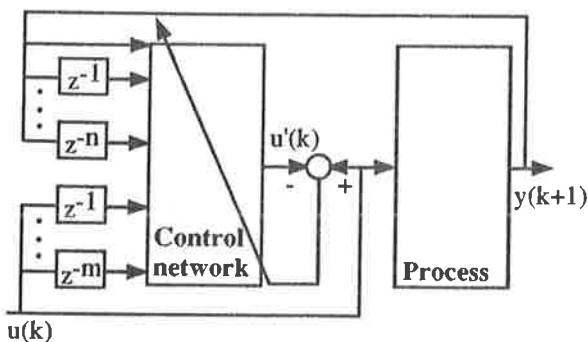 z-1
z-n
u'(k)
- +
y(k+1)
z-1
z-m
Control
network
Process
u(k)